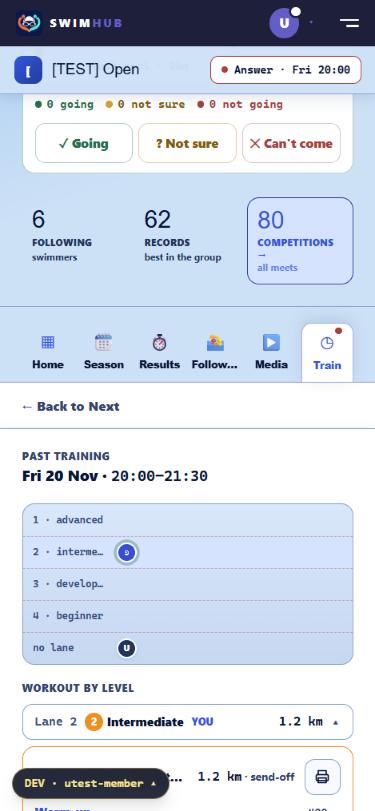 SWIMHUB
U
[ [TEST] Open
Answer · Fri 20:00
0 going 0 not sure 0 not going
✓ Going ? Not sure ✕ Can't come
6 62 80
FOLLOWING RECORDS COMPETITIONS →
swimmers best in the group all meets
Home Season Results Follow… Media Train
← Back to Next
PAST TRAINING
Fri 20 Nov · 20:00–21:30
1 · advanced
2 · interme…
3 · develop…
4 · beginner
no lane U
WORKOUT BY LEVEL
Lane 2 2 Intermediate YOU 1.2 km ▲
t… 1.2 km · send-off
DEV · utest-member ▲